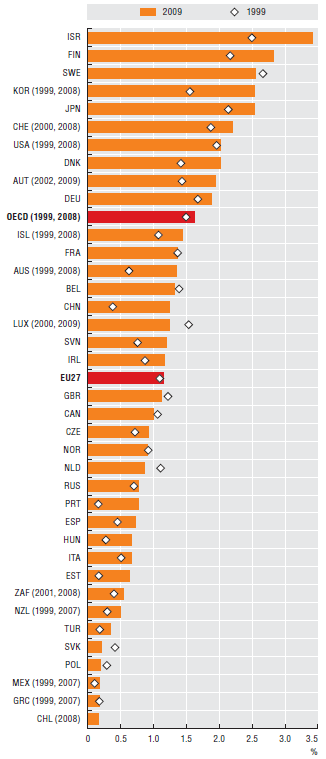 2009 1999
ISR
FIN
SWE
KOR (1999, 2008)
JPN
CHE (2000, 2008)
USA (1999, 2008)
DNK
AUT (2002, 2009)
DEU
OECD (1999, 2008)
ISL (1999, 2008)
FRA
AUS (1999, 2008)
BEL
CHN
LUX (2000, 2009)
SVN
IRL
EU27
GBR
CAN
CZE
NOR
NLD
RUS
PRT
ESP
HUN
ITA
EST
ZAF (2001, 2008)
NZL (1999, 2007)
TUR
SVK
POL
MEX (1999, 2007)
GRC (1999, 2007)
CHL (2008)
0 0.5 1.0 1.5 2.0 2.5 3.0 3.5
%